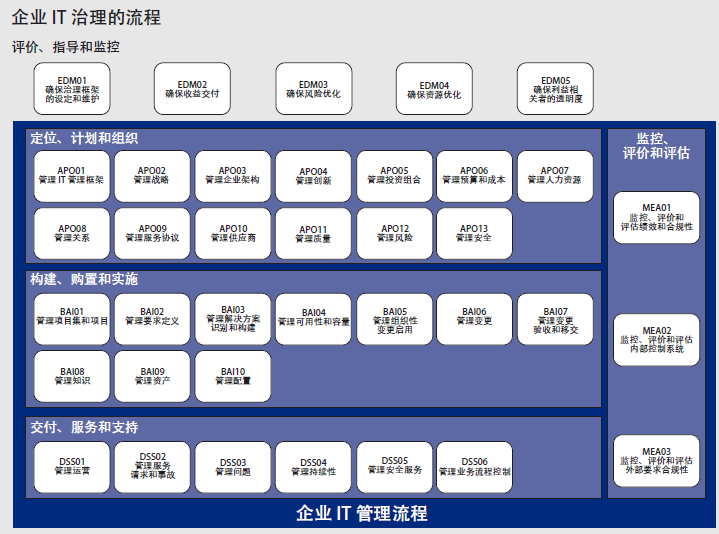 企业 IT 治理的流程
评价、指导和监控
EDM01
确保治理框架
的设定和维护
EDM02
确保收益交付
EDM03
确保风险优化
EDM04
确保资源优化
EDM05
确保利益相
关者的透明度
定位、计划和组织
APO01
管理 IT 管理框架
APO02
管理战略
APO03
管理企业架构
APO04
管理创新
APO05
管理投资组合
APO06
管理预算和成本
APO07
管理人力资源
APO08
管理关系
APO09
管理服务协议
APO10
管理供应商
APO11
管理质量
APO12
管理风险
APO13
管理安全
构建、购置和实施
BAI01
管理项目集和项目
BAI02
管理要求定义
BAI03
管理解决方案
识别和构建
BAI04
管理可用性和容量
BAI05
管理组织性
变更启用
BAI06
管理变更
BAI07
管理变更
验收和移交
BAI08
管理知识
BAI09
管理资产
BAI10
管理配置
交付、服务和支持
DSS01
管理运营
DSS02
管理服务
请求和事故
DSS03
管理问题
DSS04
管理持续性
DSS05
管理安全服务
DSS06
管理业务流程控制
监控、
评价和评估
MEA01
监控、评价和
评估绩效和合规性
MEA02
监控、评价和评估
内部控制系统
MEA03
监控、评价和评估
外部要求合规性
企业 IT 管理流程